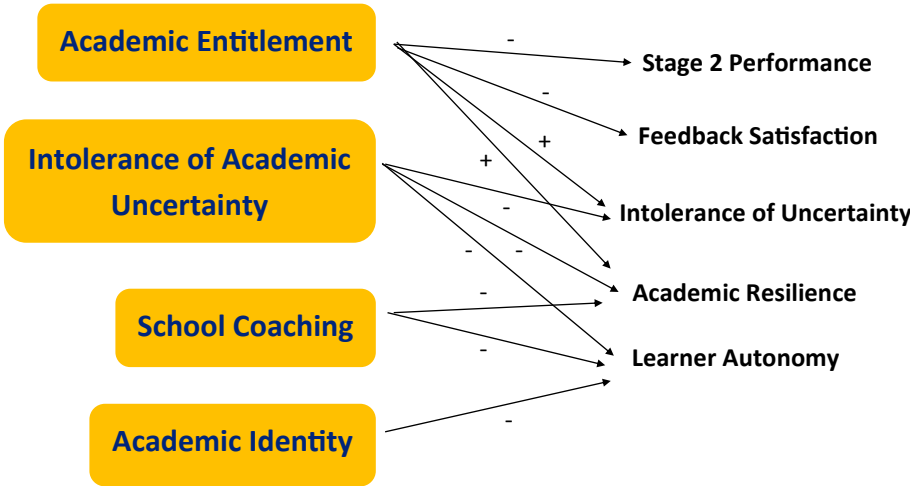 Academic Entitlement
-
Stage 2 Performance
-
Feedback Satisfaction
+
Intolerance of Academic
Uncertainty
+
-
Intolerance of Uncertainty
-
-
Academic Resilience
School Coaching
-
-
Learner Autonomy
Academic Identity
-